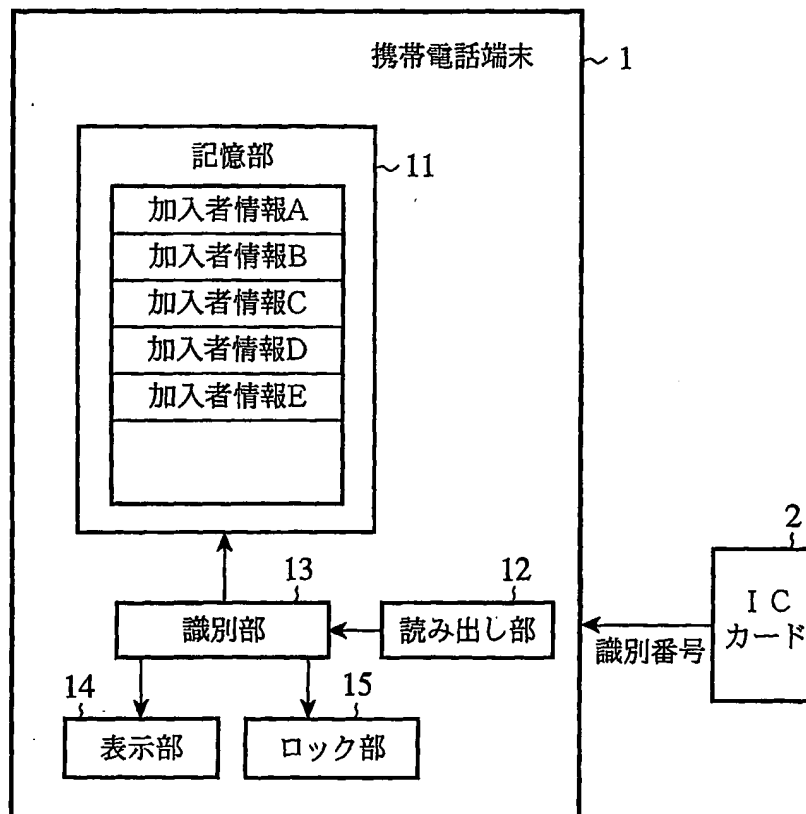 携帯電話端末
1
記憶部
11
加入者情報A
加入者情報B
加入者情報C
加入者情報D
加入者情報E
2
13
12
識別部
読み出し部
識別番号
ＩＣ
カード
14
15
表示部
ロック部